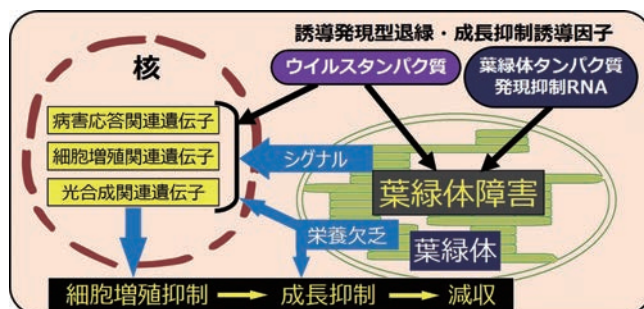 誘導発現型退緑・成長抑制誘導因子
核
ウイルスタンパク質
葉緑体タンパク質
発現抑制RNA
病害応答関連遺伝子
細胞増殖関連遺伝子
光合成関連遺伝子
シグナル
葉緑体障害
栄養欠乏
葉緑体
細胞増殖抑制
成長抑制
減収